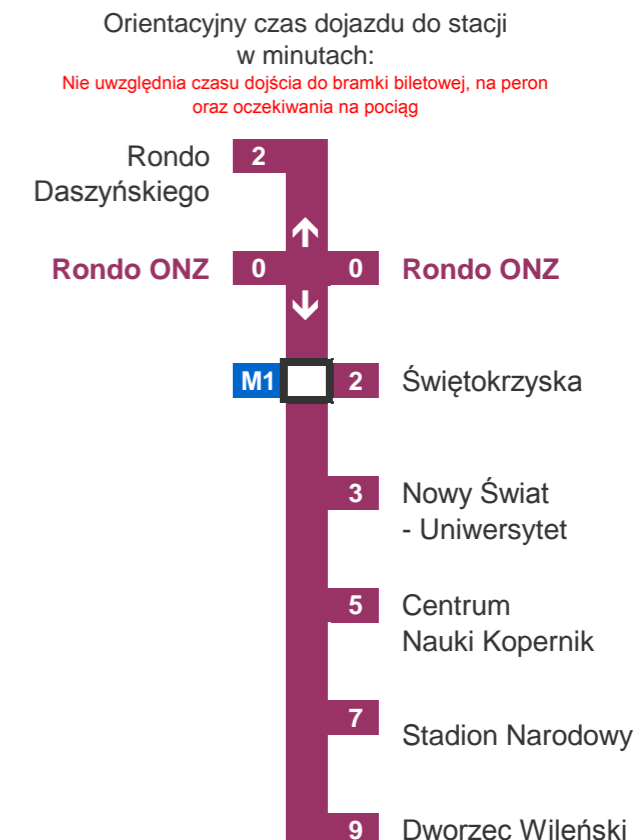 Orientacyjny czas dojazdu do stacji
w minutach:
Nie uwzględnia czasu dojścia do bramki biletowej, na peron
oraz oczekiwania na pociąg
Rondo
Daszyńskiego
2
Rondo ONZ 0 0 Rondo ONZ
M1 2 Świętokrzyska
3 Nowy Świat
- Uniwersytet
5 Centrum
Nauki Kopernik
7 Stadion Narodowy
9 Dworzec Wileński